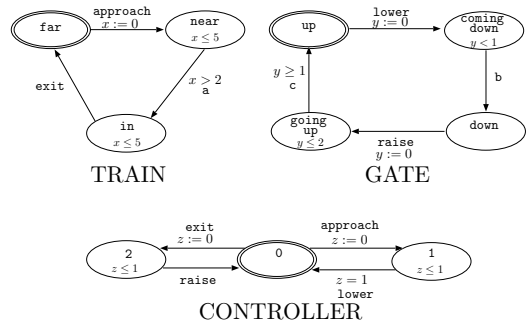 approach
x := 0
far
near
x ≤ 5
exit
x > 2
a
in
x ≤ 5
TRAIN
lower
y := 0
up
coming
down
y < 1
y ≥ 1
c
b
going
up
y ≤ 2
down
raise
y := 0
GATE
exit
z := 0
approach
z := 0
2
z ≤ 1
0
1
z ≤ 1
raise
z = 1
lower
CONTROLLER